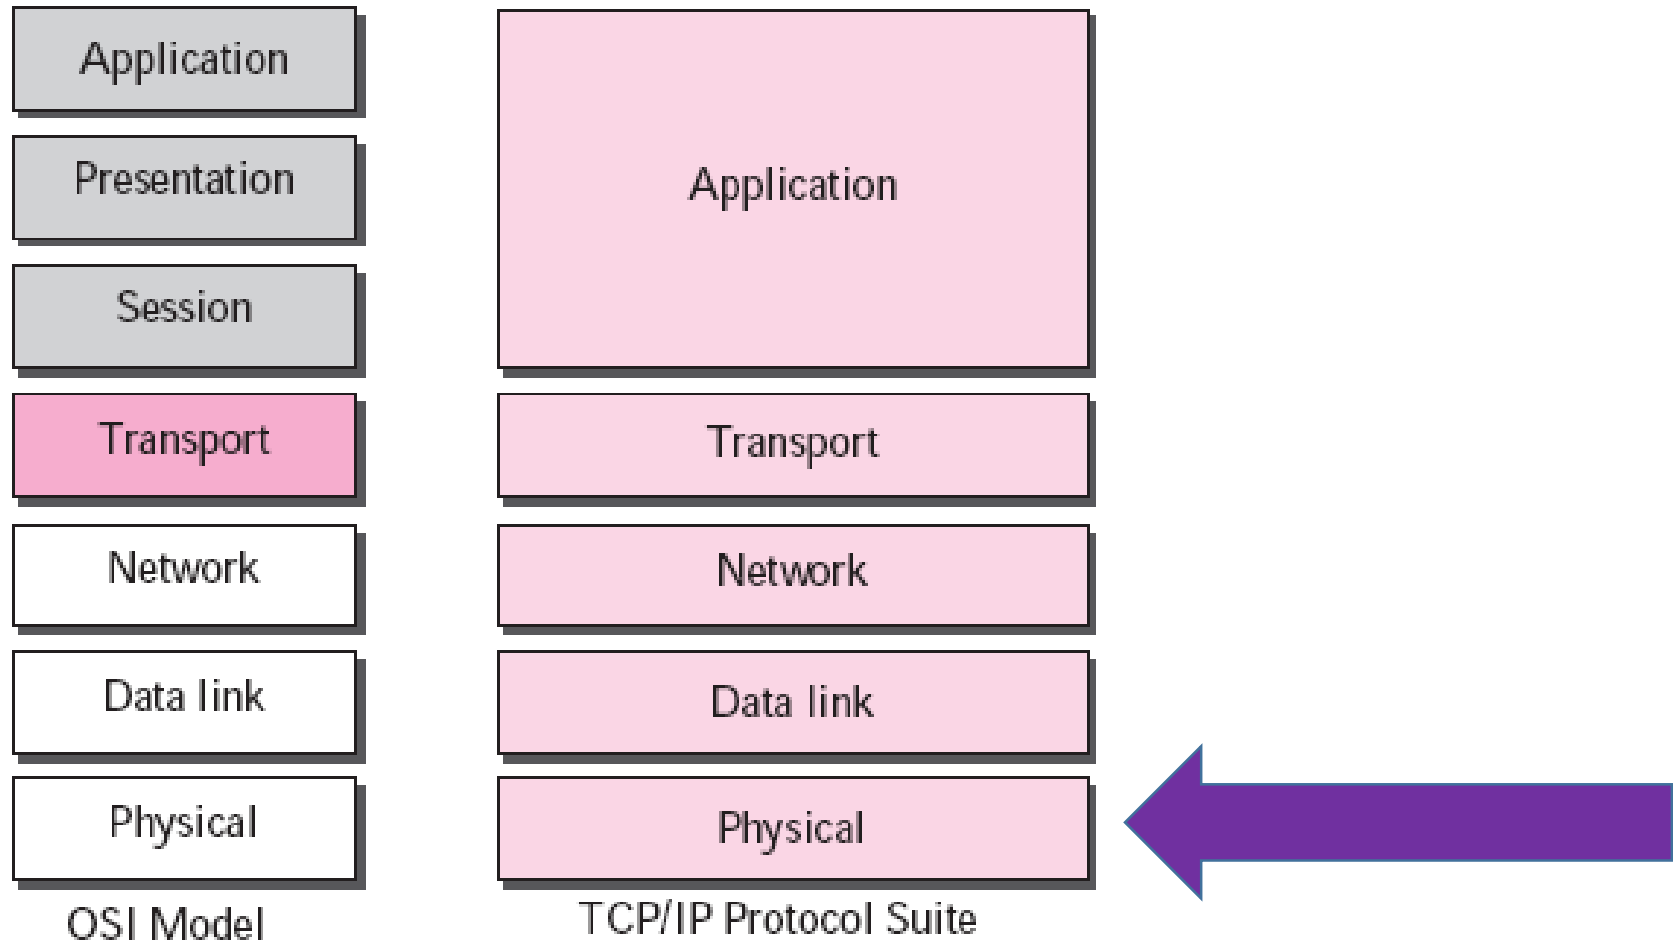 Application
Presentation
Session
Transport
Network
Data link
Physical
OSI Model
Application
Transport
Network
Data link
Physical
TCP/IP Protocol Suite